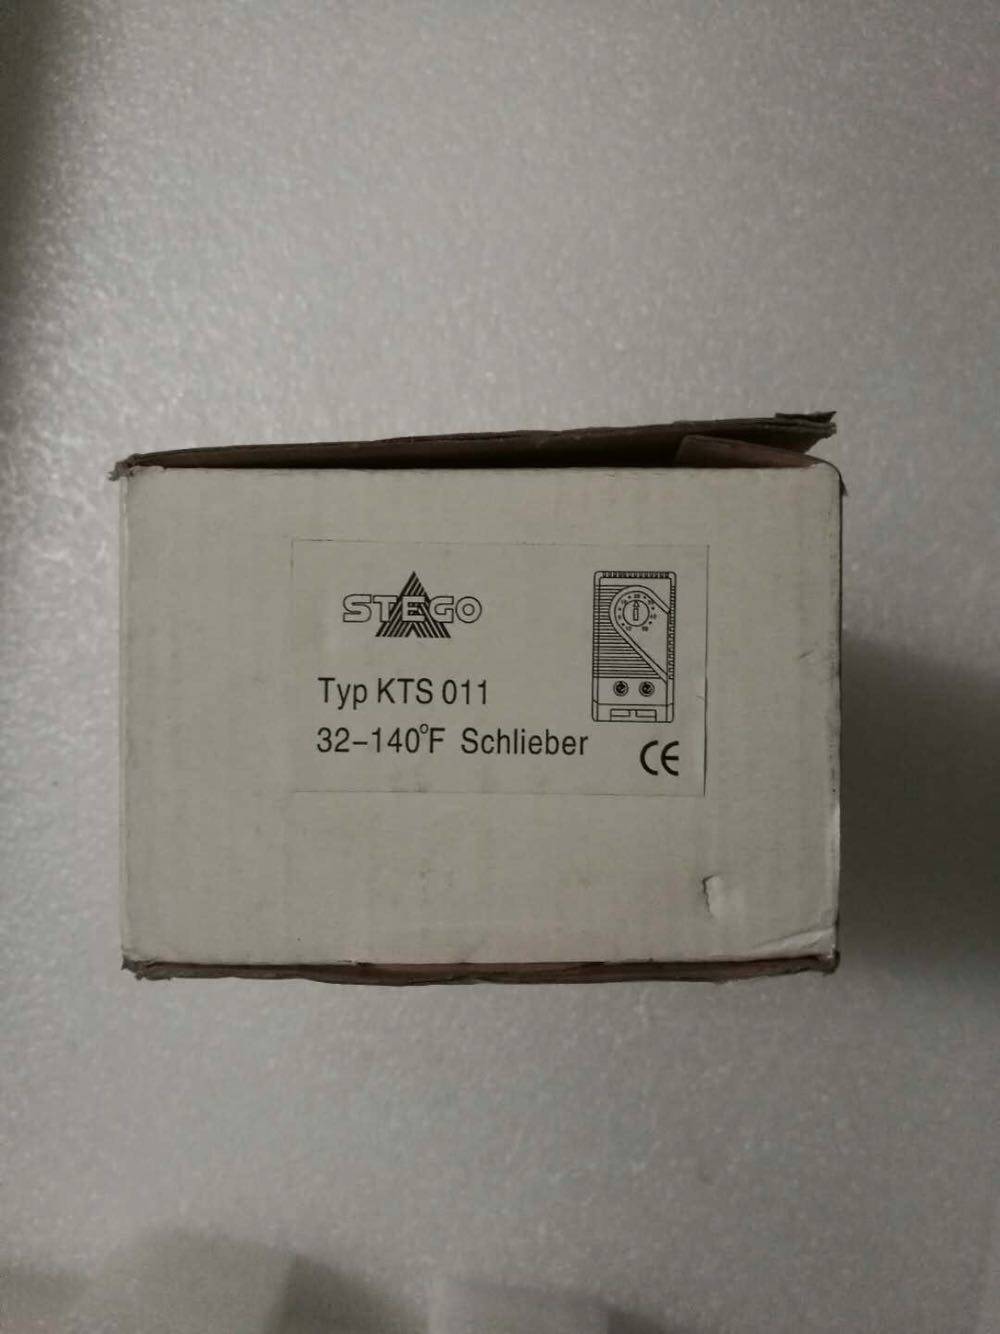 STEGO
Typ KTS 011
32-140°F Schlieber
CE